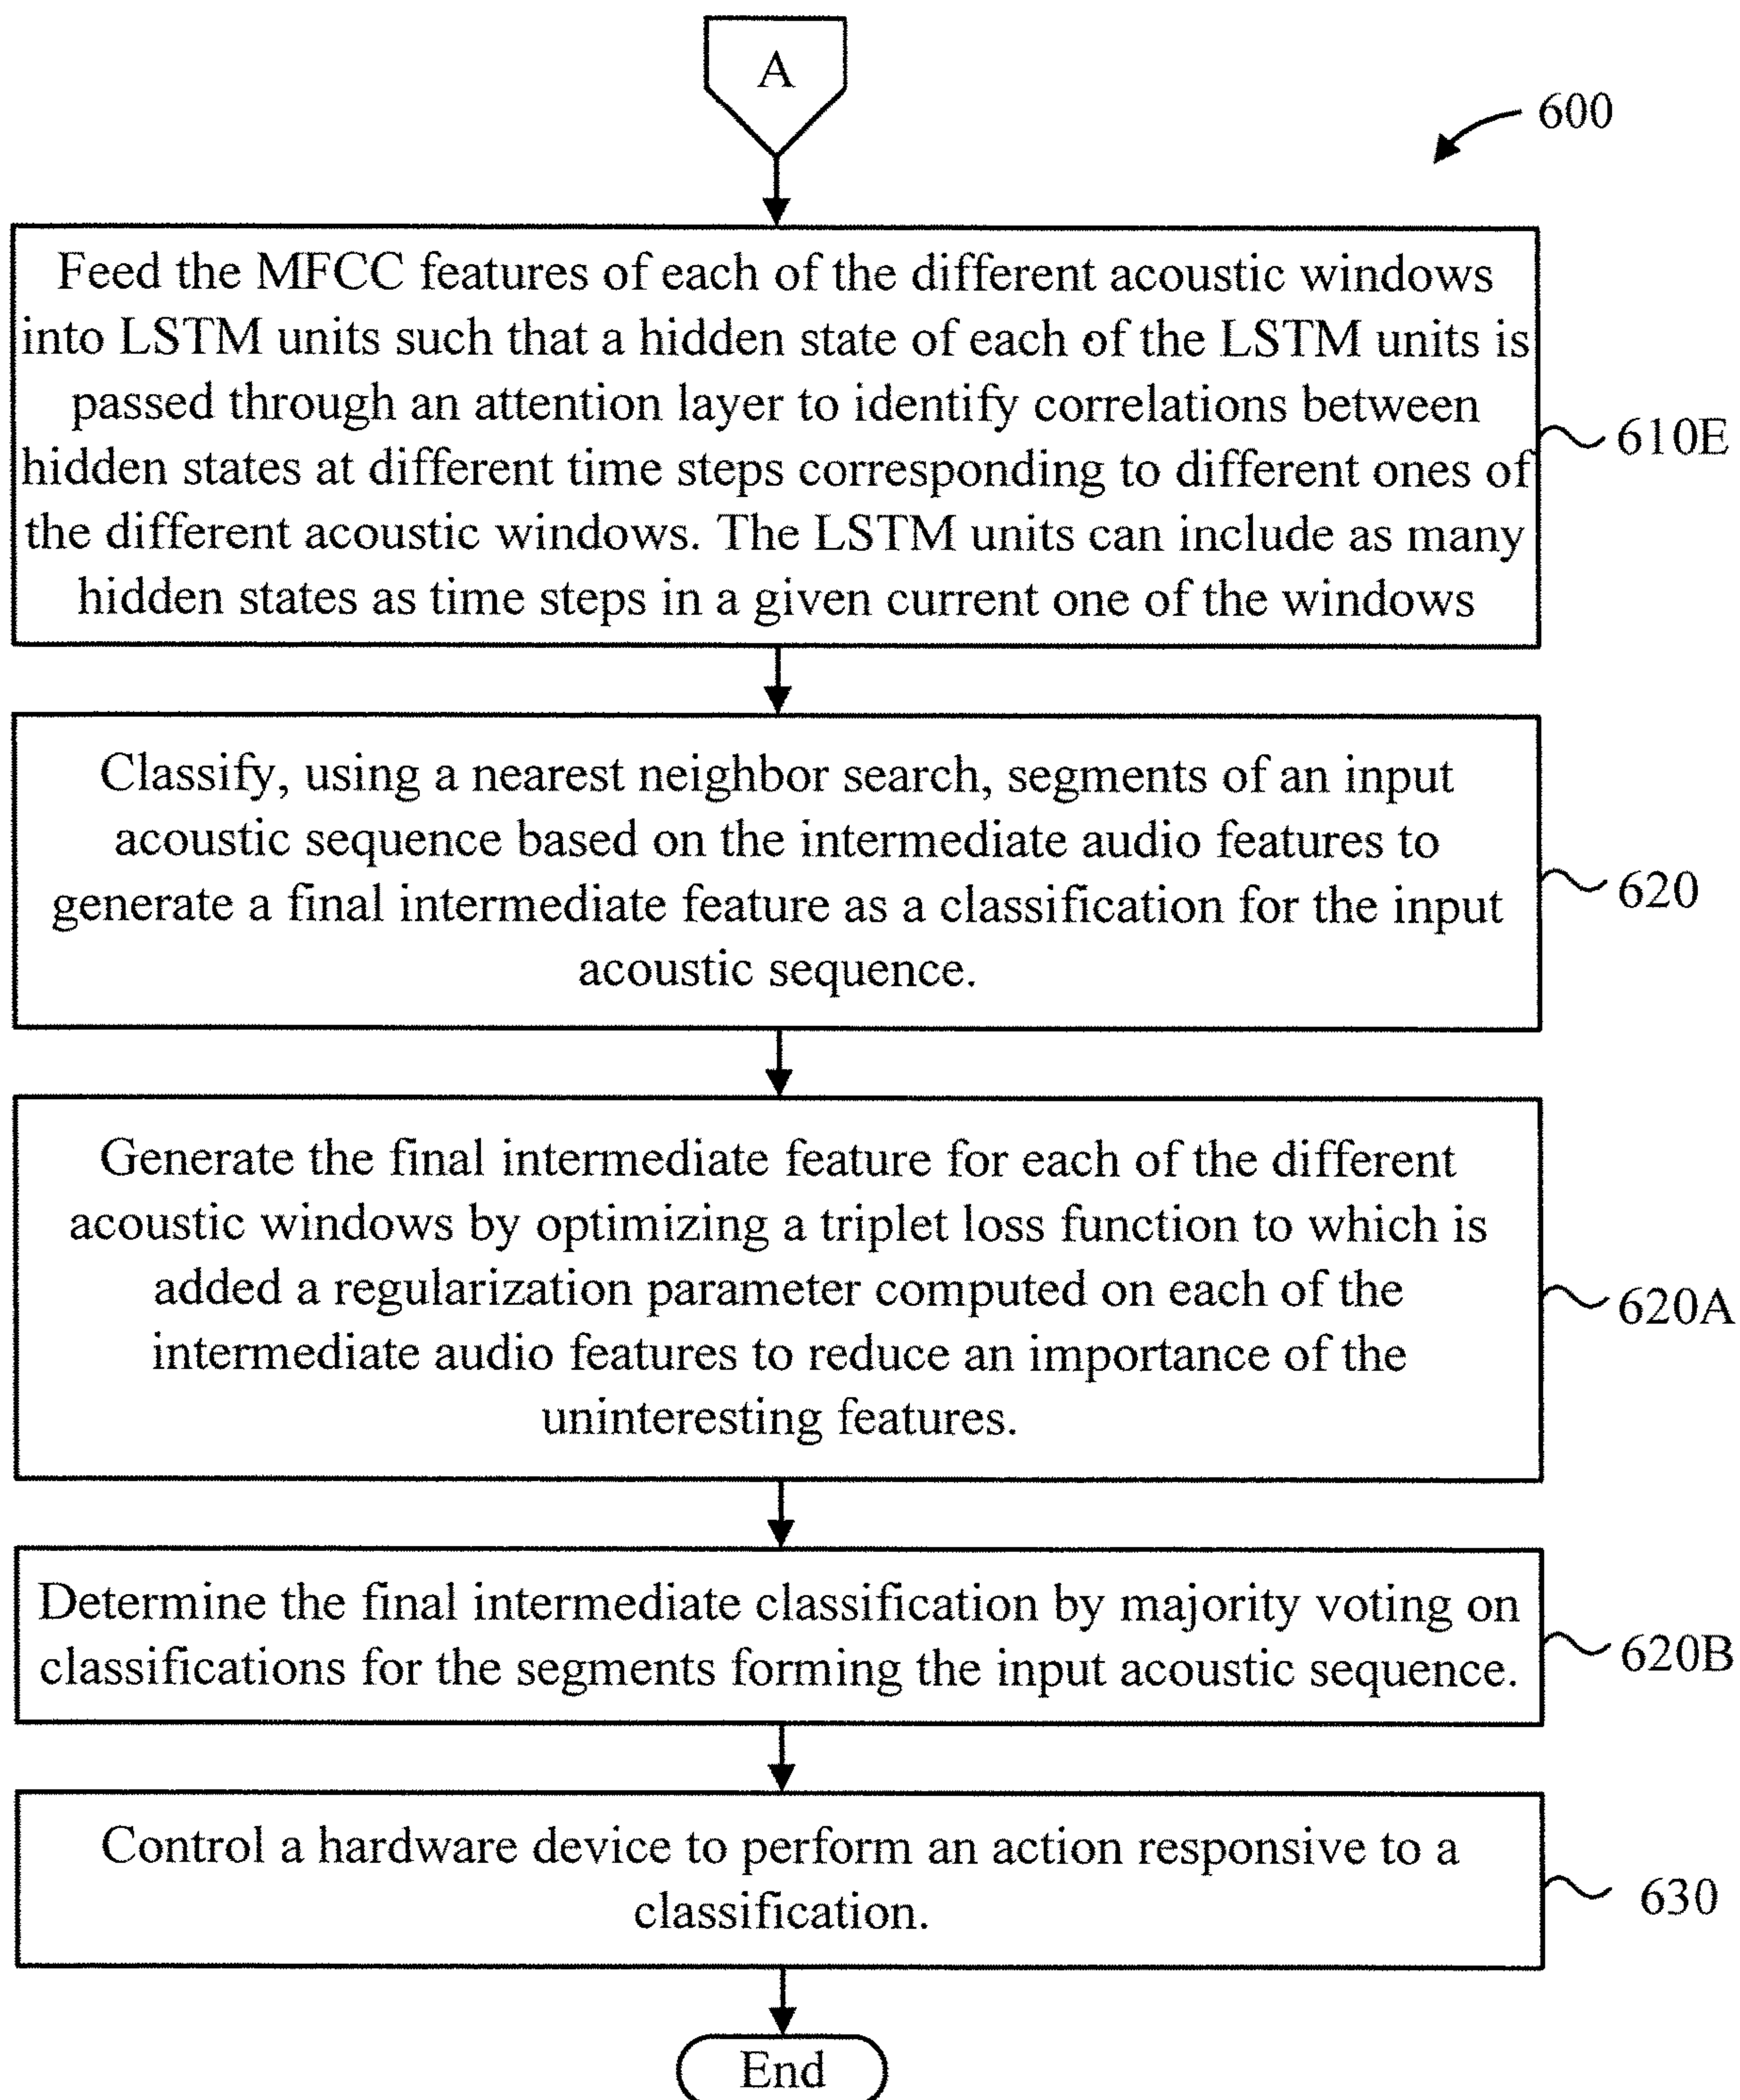 A
600
Feed the MFCC features of each of the different acoustic windows
into LSTM units such that a hidden state of each of the LSTM units is
passed through an attention layer to identify correlations between
hidden states at different time steps corresponding to different ones of
the different acoustic windows. The LSTM units can include as many
hidden states as time steps in a given current one of the windows
610E
Classify, using a nearest neighbor search, segments of an input
acoustic sequence based on the intermediate audio features to
generate a final intermediate feature as a classification for the input
acoustic sequence.
620
Generate the final intermediate feature for each of the different
acoustic windows by optimizing a triplet loss function to which is
added a regularization parameter computed on each of the
intermediate audio features to reduce an importance of the
uninteresting features.
620A
Determine the final intermediate classification by majority voting on
classifications for the segments forming the input acoustic sequence.
620B
Control a hardware device to perform an action responsive to a
classification.
630
End